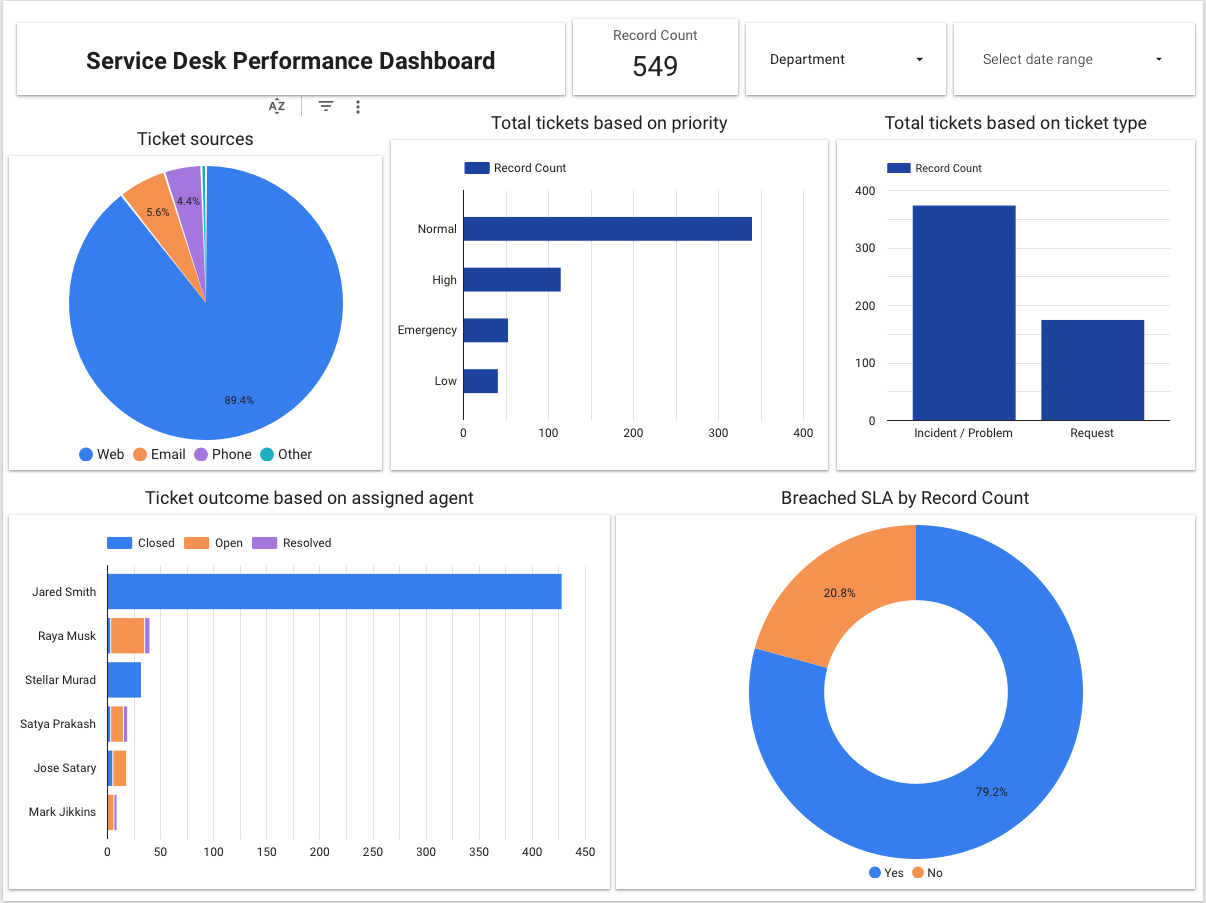 Service Desk Performance Dashboard
Record Count
549
Department
Select date range
AZ
Ticket sources
89.4%
5.6%
4.4%
Web Email Phone Other
Total tickets based on priority
Record Count
Normal
High
Emergency
Low
0 100 200 300 400
Total tickets based on ticket type
Record Count
400
300
200
100
0
Incident / Problem Request
Ticket outcome based on assigned agent
Closed Open Resolved
Jared Smith
Raya Musk
Stellar Murad
Satya Prakash
Jose Satary
Mark Jikkins
0 50 100 150 200 250 300 350 400 450
Breached SLA by Record Count
20.8%
79.2%
Yes No